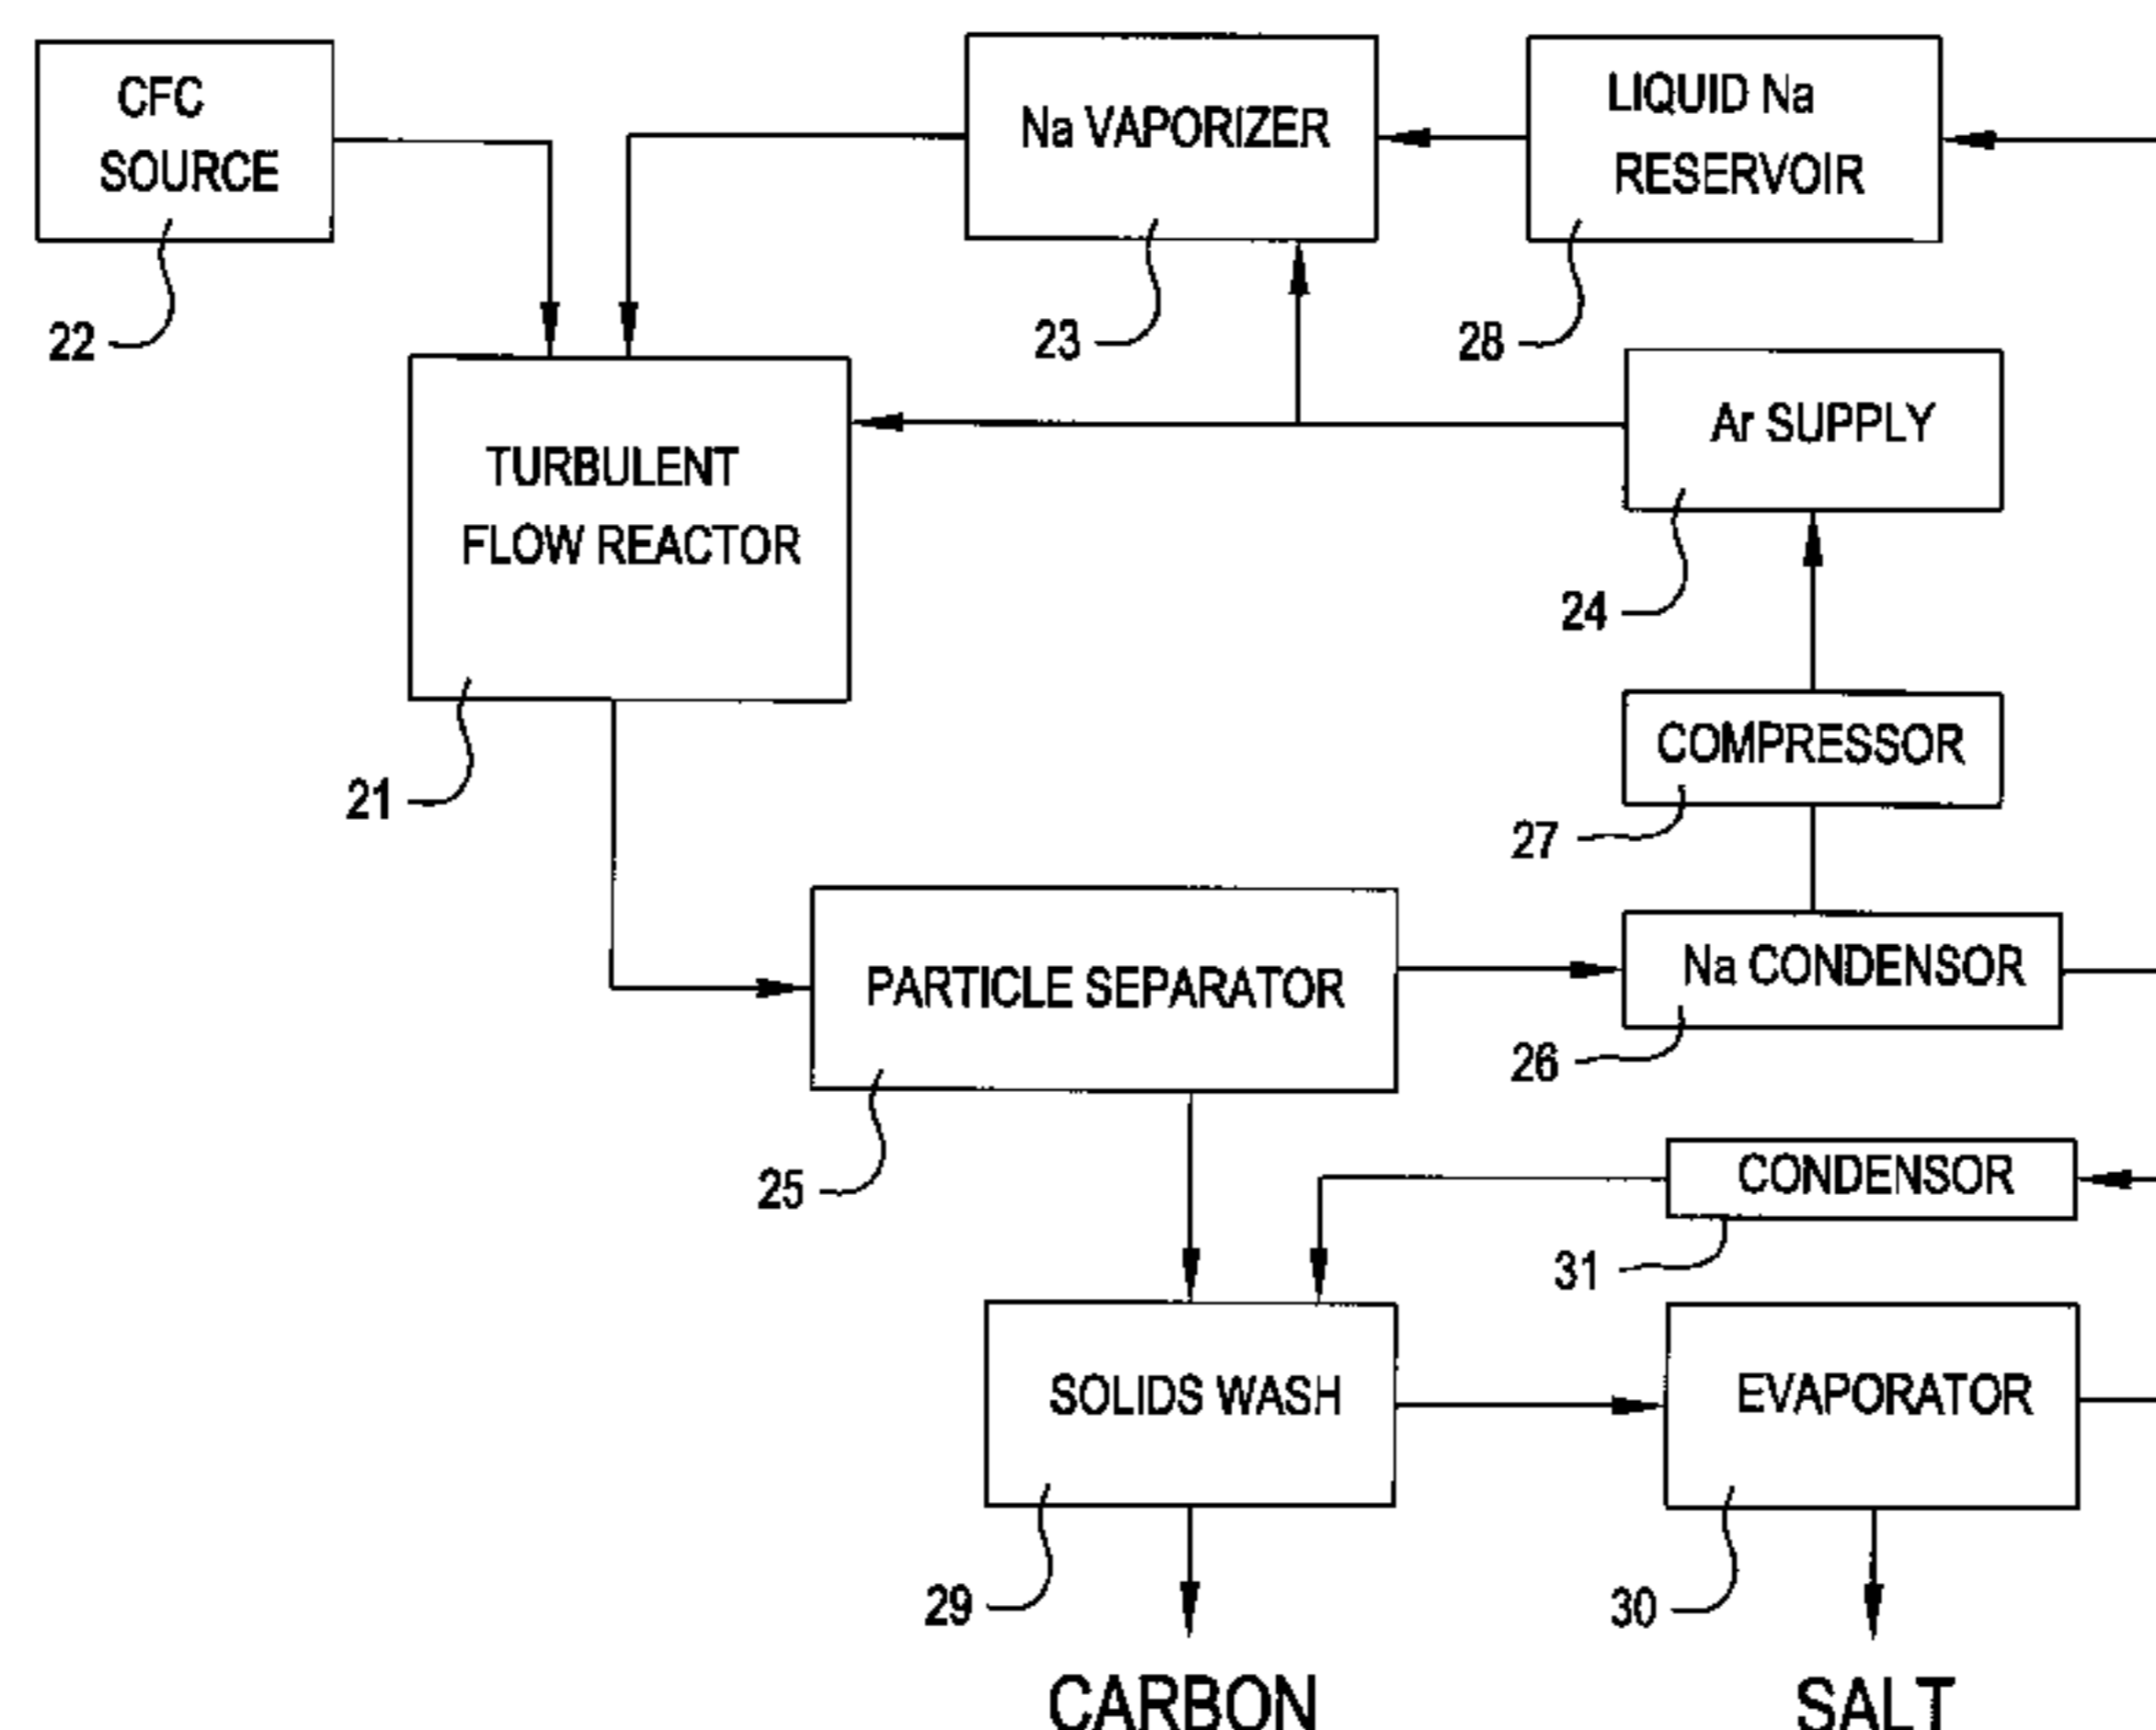 CFC
SOURCE
22
Na VAPORIZER
23
LIQUID Na
RESERVOIR
28
TURBULENT
FLOW REACTOR
21
Ar SUPPLY
24
COMPRESSOR
27
PARTICLE SEPARATOR
25
Na CONDENSOR
26
CONDENSOR
31
SOLIDS WASH
29
EVAPORATOR
30
CARBON
SALT